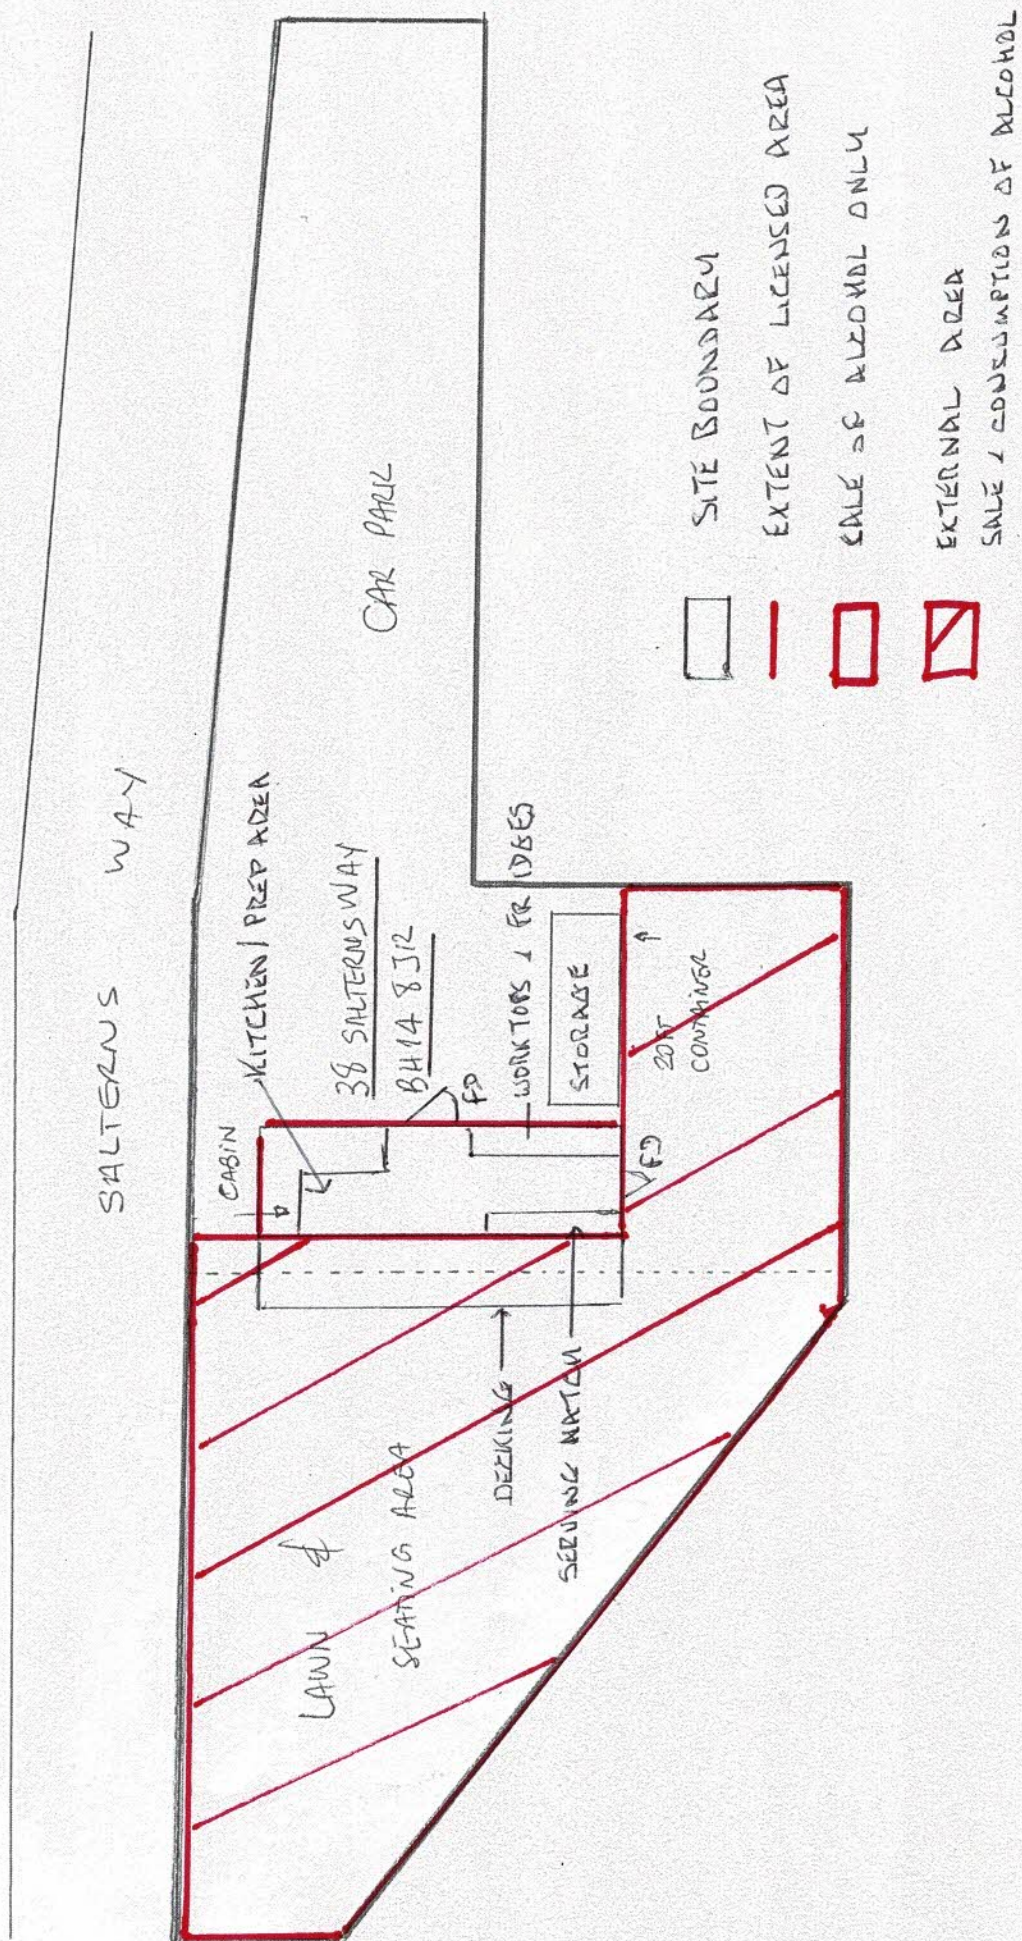 SALTERNS WAY
CAR PARK
KITCHEN / PREP AREA
CABIN
38 SALTERNS WAY
BH14 8JR
FD
WORKTOPS & FRIDGES
STORAGE
20FT
CONTAINER
FD
DECKING
SERVING HATCH
LAWN &
SEATING AREA
SITE BOUNDARY
EXTENT OF LICENSED AREA
SALE OF ALCOHOL ONLY
EXTERNAL AREA
SALE & CONSUMPTION OF ALCOHOL